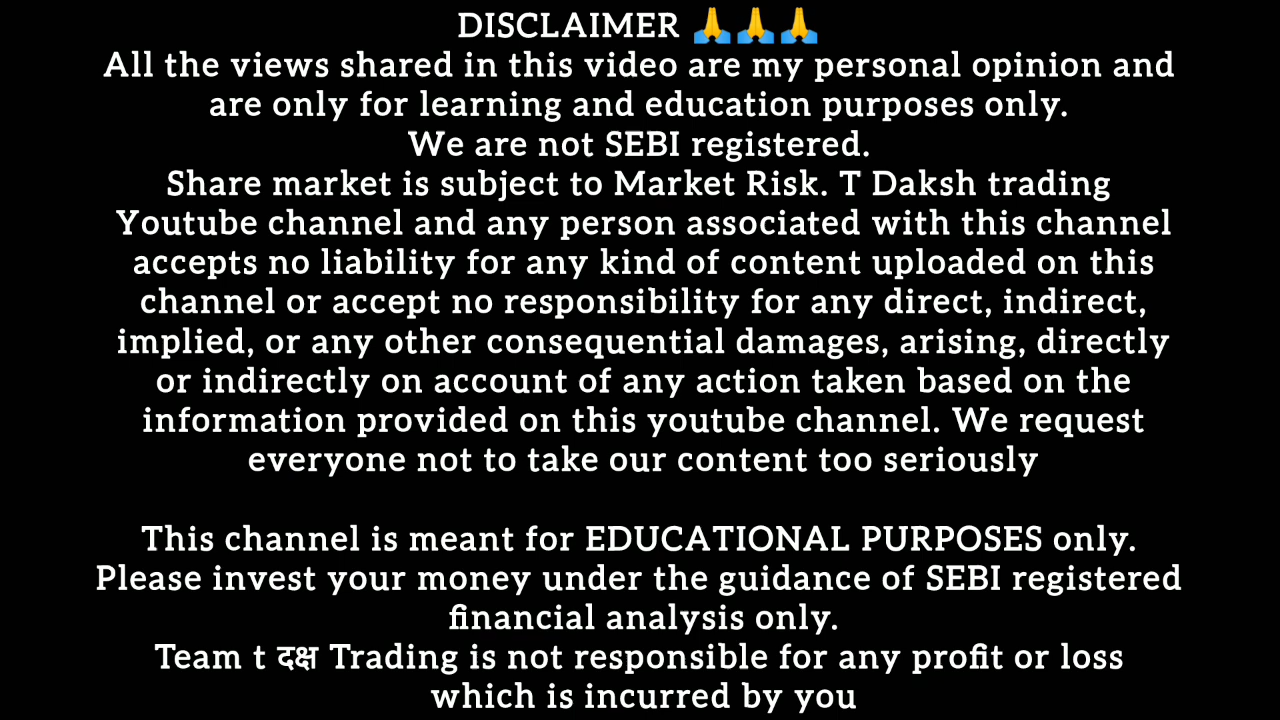 DISCLAIMER 🙏🙏🙏
All the views shared in this video are my personal opinion and
are only for learning and education purposes only.
We are not SEBI registered.
Share market is subject to Market Risk. T Daksh trading
Youtube channel and any person associated with this channel
accepts no liability for any kind of content uploaded on this
channel or accept no responsibility for any direct, indirect,
implied, or any other consequential damages, arising, directly
or indirectly on account of any action taken based on the
information provided on this youtube channel. We request
everyone not to take our content too seriously
This channel is meant for EDUCATIONAL PURPOSES only.
Please invest your money under the guidance of SEBI registered
financial analysis only.
Team t दक्ष Trading is not responsible for any profit or loss
which is incurred by you